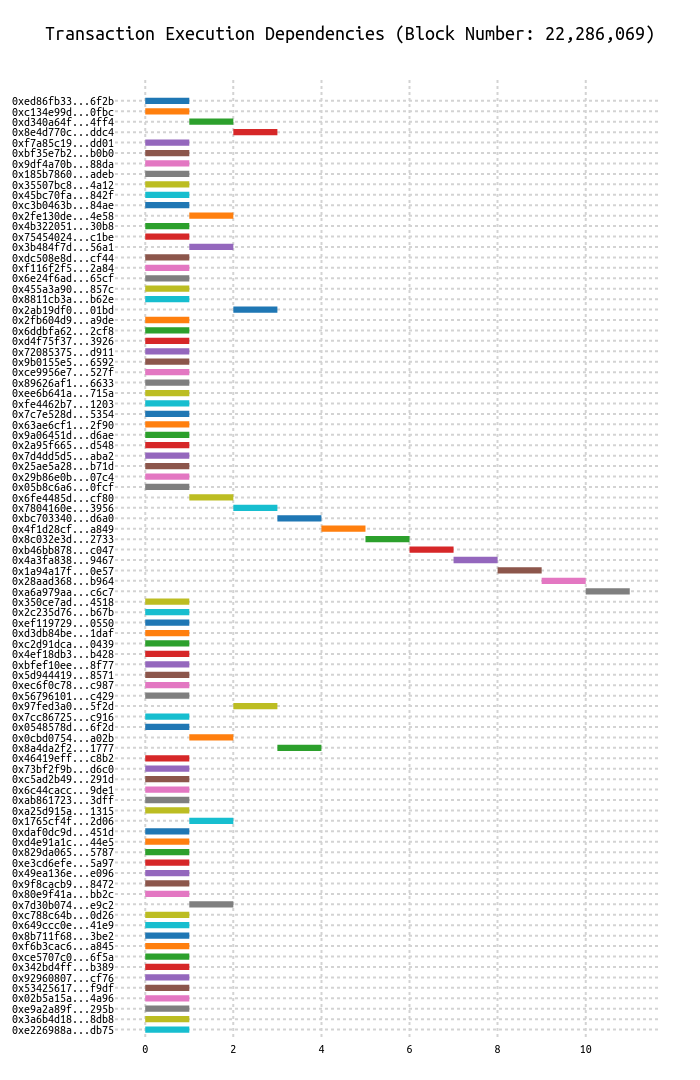 Transaction Execution Dependencies (Block Number: 22,286,069)
0xed86fb33...6f2b
0xc134e99d...0fbc
0xd340a64f...4ff4
0x8e4d770c...ddc4
0xf7a85c19...dd01
0xbf35e7b2...b0b0
0x9df4a70b...88da
0x185b7860...adeb
0x35507bc8...4a12
0x45bc70fa...842f
0xc3b0463b...84ae
0x2fe130de...4e58
0x4b322051...30b8
0x75454024...c1be
0x3b484f7d...56a1
0xdc508e8d...cf44
0xf116f2f5...2a84
0x6e24f6ad...65cf
0x455a3a90...857c
0x8811cb3a...b62e
0x2ab19df0...01bd
0x2fb604d9...a9de
0x6ddbfa62...2cf8
0xd4f75f37...3926
0x72085375...d911
0x9b0155e5...6592
0xce9956e7...527f
0x89626af1...6633
0xee6b641a...715a
0xfe4462b7...1203
0x7c7e528d...5354
0x63ae6cf1...2f90
0x9a06451d...d6ae
0x2a95f665...d548
0x7d4dd5d5...aba2
0x25ae5a28...b71d
0x29b86e0b...07c4
0x05b8c6a6...0fcf
0x6fe4485d...cf80
0x7804160e...3956
0xbc703340...d6a0
0x4f1d28cf...a849
0x8c032e3d...2733
0xb46bb878...c047
0x4a3fa838...9467
0x1a94a17f...0e57
0x28aad368...b964
0xa6a979aa...c6c7
0x350ce7ad...4518
0x2c235d76...b67b
0xef119729...0550
0xd3db84be...1daf
0xc2d91dca...0439
0x4ef18db3...b428
0xbfef10ee...8f77
0x5d944419...8571
0xec6f0c78...c987
0x56796101...c429
0x97fed3a0...5f2d
0x7cc86725...c916
0x0548578d...6f2d
0x0cbd0754...a02b
0x8a4da2f2...1777
0x46419eff...c8b2
0x73bf2f9b...d6c0
0xc5ad2b49...291d
0x6c44cacc...9de1
0xab861723...3dff
0xa25d915a...1315
0x1765cf4f...2d06
0xdaf0dc9d...451d
0xd4e91a1c...44e5
0x829da065...5787
0xe3cd6efe...5a97
0x49ea136e...e096
0x9f8cacb9...8472
0x80e9f41a...bb2c
0x7d30b074...e9c2
0xc788c64b...0d26
0x649ccc0e...41e9
0x8b711f68...3be2
0xf6b3cac6...a845
0xce5707c0...6f5a
0x342bd4ff...b389
0x92960807...cf76
0x53425617...f9df
0x02b5a15a...4a96
0xe9a2a89f...295b
0x3a6b4d18...8db8
0xe226988a...db75
0 2 4 6 8 10